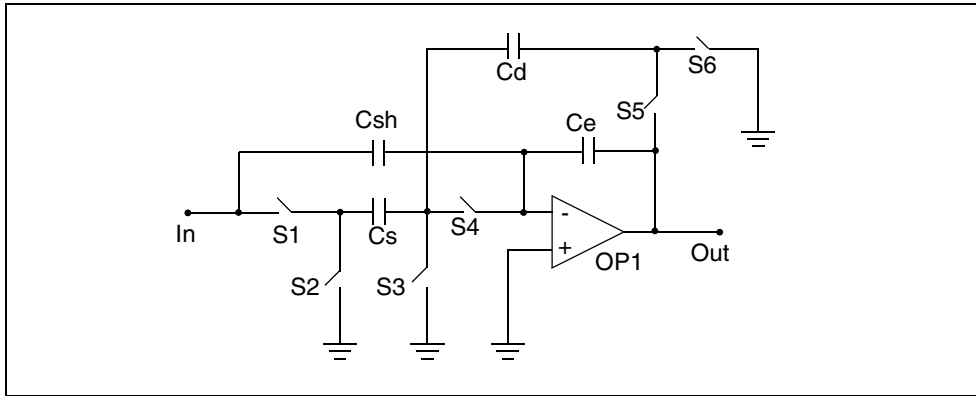 Cd
S6
S5
Csh
Ce
In
S1
Cs
S4
-
+
OP1
Out
S2
S3